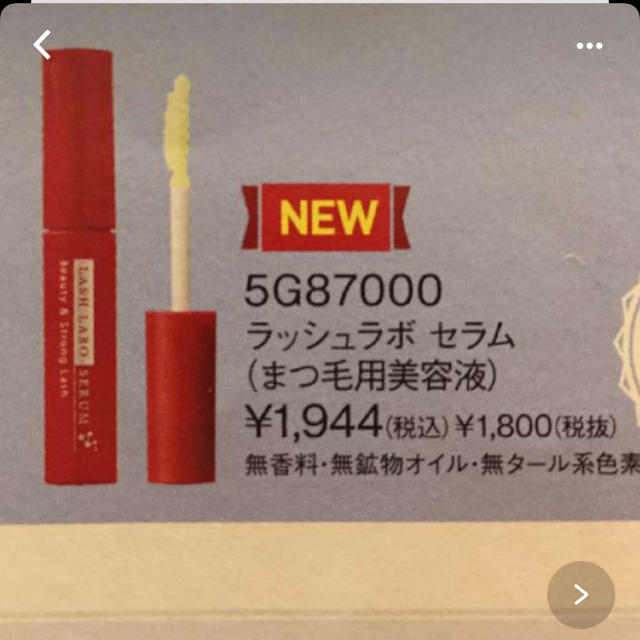 NEW
5G87000
ラッシュラボ セラム
(まつ毛用美容液)
¥1,944(税込)¥1,800(税抜)
無香料・無鉱物オイル・無タール系色素
LASH LABO SERUM
Beauty & Strong Lash